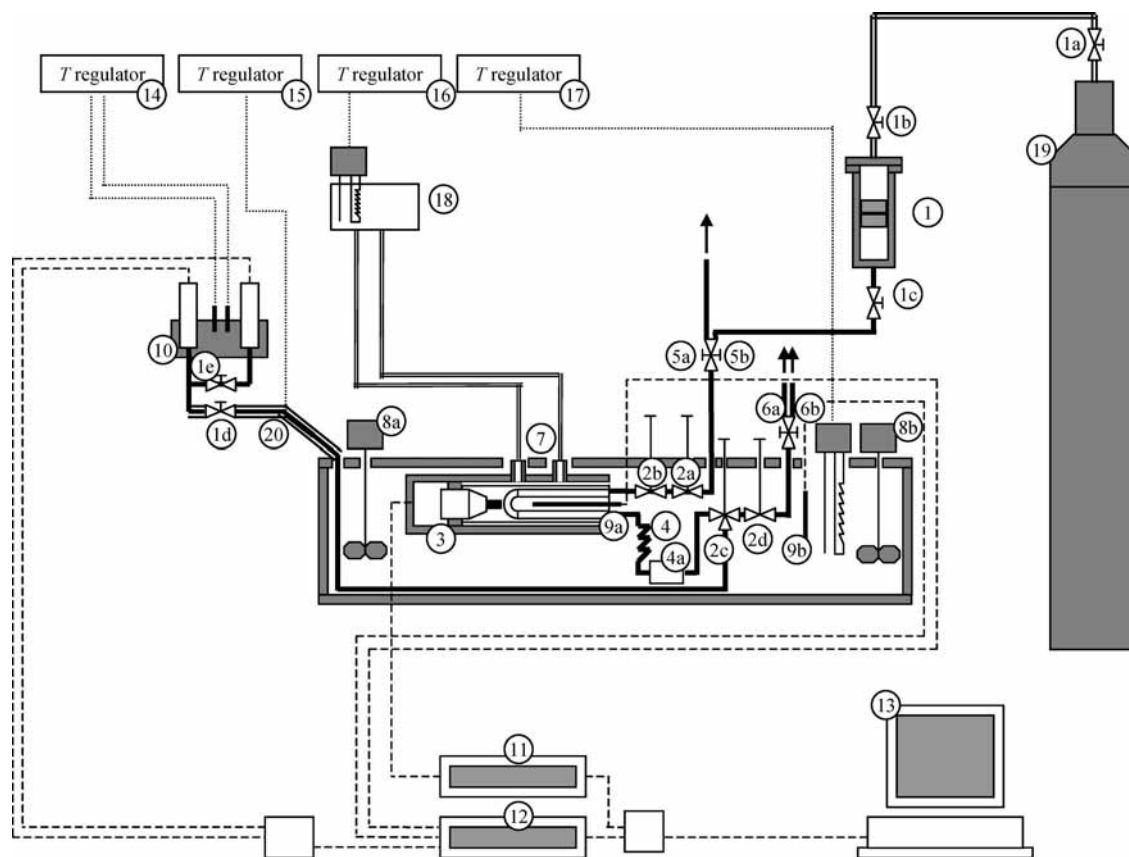 1a
T regulator
T regulator
T regulator
T regulator
14
15
16
17
1b
19
18
1
1c
10
1e
5a
5b
1d
20
8a
7
6a
6b
8b
2b
2a
3
9a
4
4a
2c
2d
9b
13
11
12